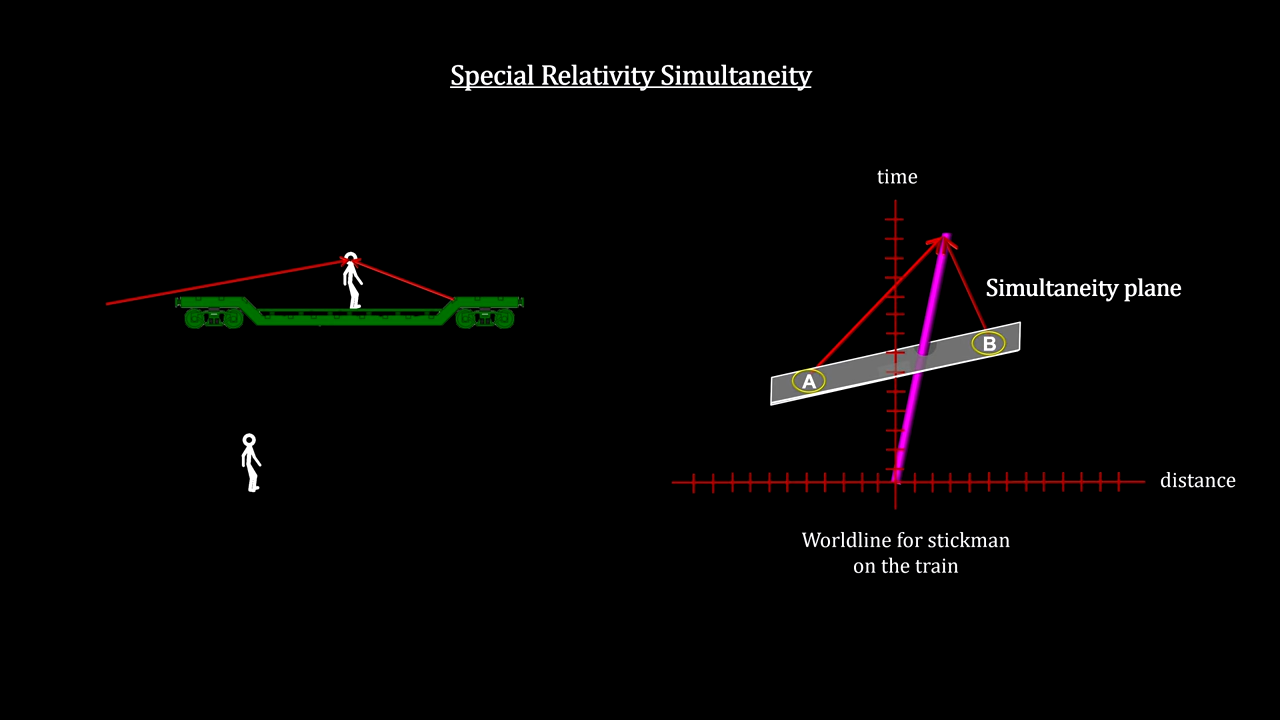 Special Relativity Simultaneity
time
Simultaneity plane
B
A
distance
Worldline for stickman
on the train